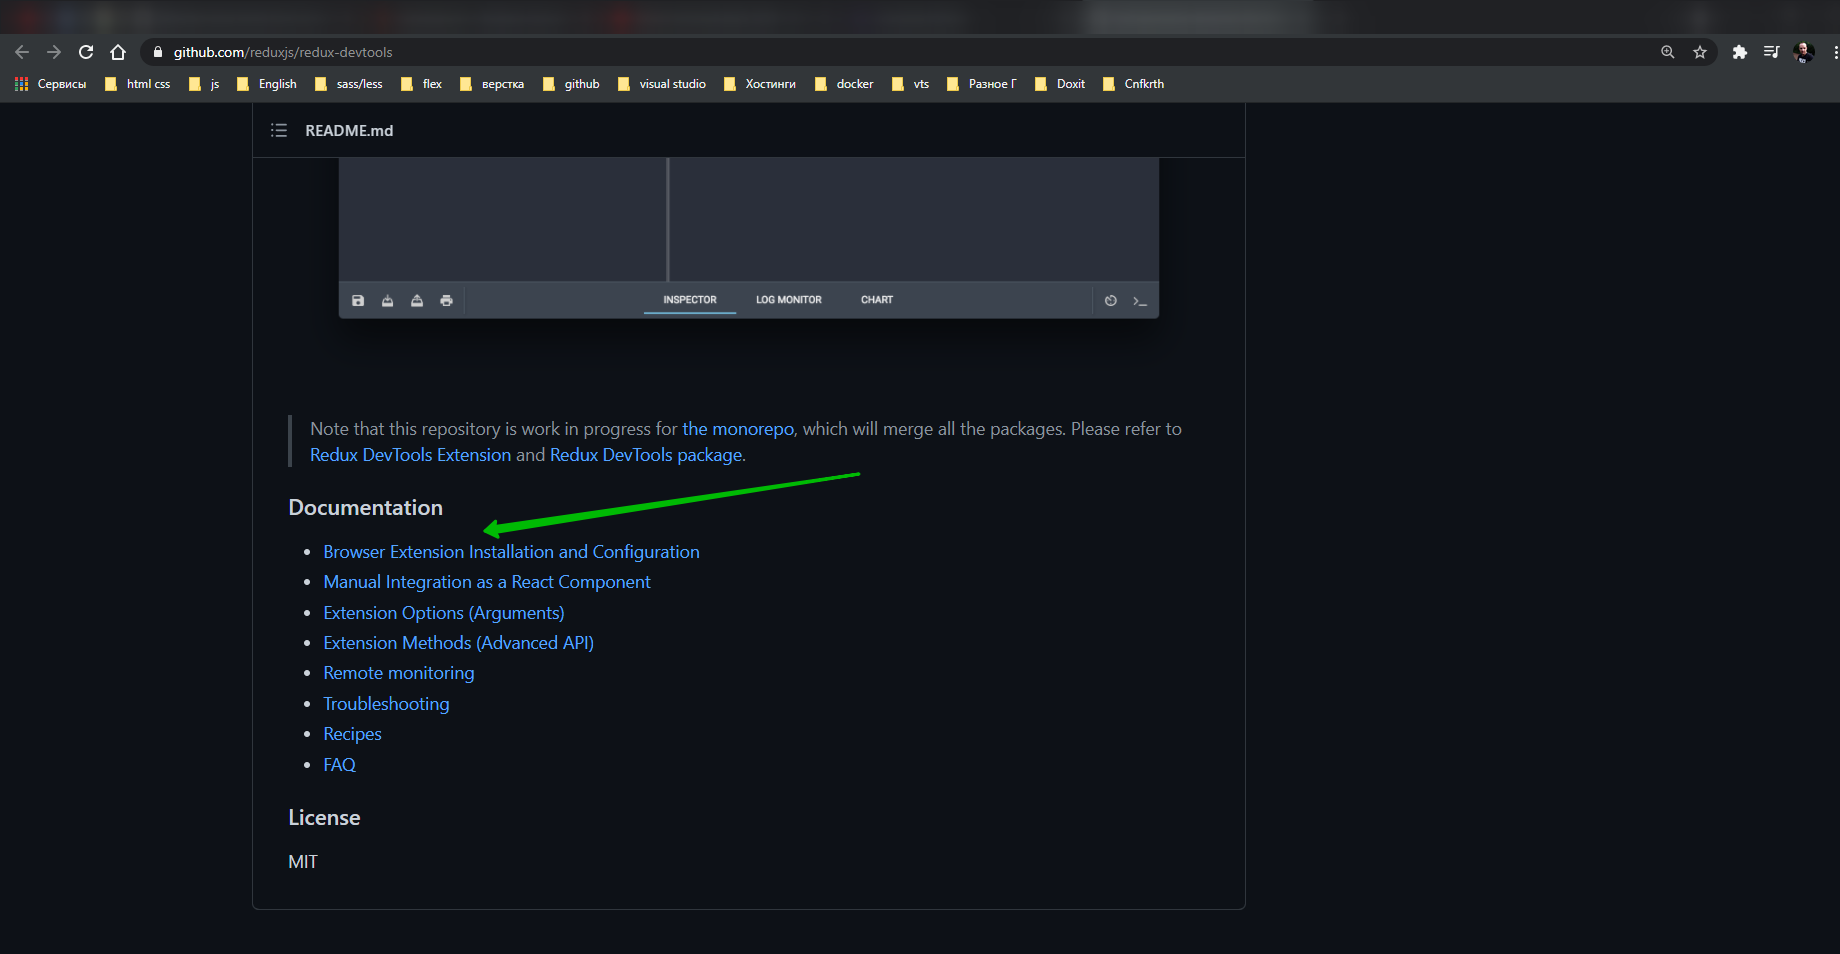 github.com/reduxjs/redux-devtools
Сервисы html css js English sass/less flex верстка github visual studio Хостинги docker vts Разное Г Doxit Cnfkrth
README.md
INSPECTOR LOG MONITOR CHART
Note that this repository is work in progress for the monorepo, which will merge all the packages. Please refer to
Redux DevTools Extension and Redux DevTools package.
Documentation
• Browser Extension Installation and Configuration
• Manual Integration as a React Component
• Extension Options (Arguments)
• Extension Methods (Advanced API)
• Remote monitoring
• Troubleshooting
• Recipes
• FAQ
License
MIT